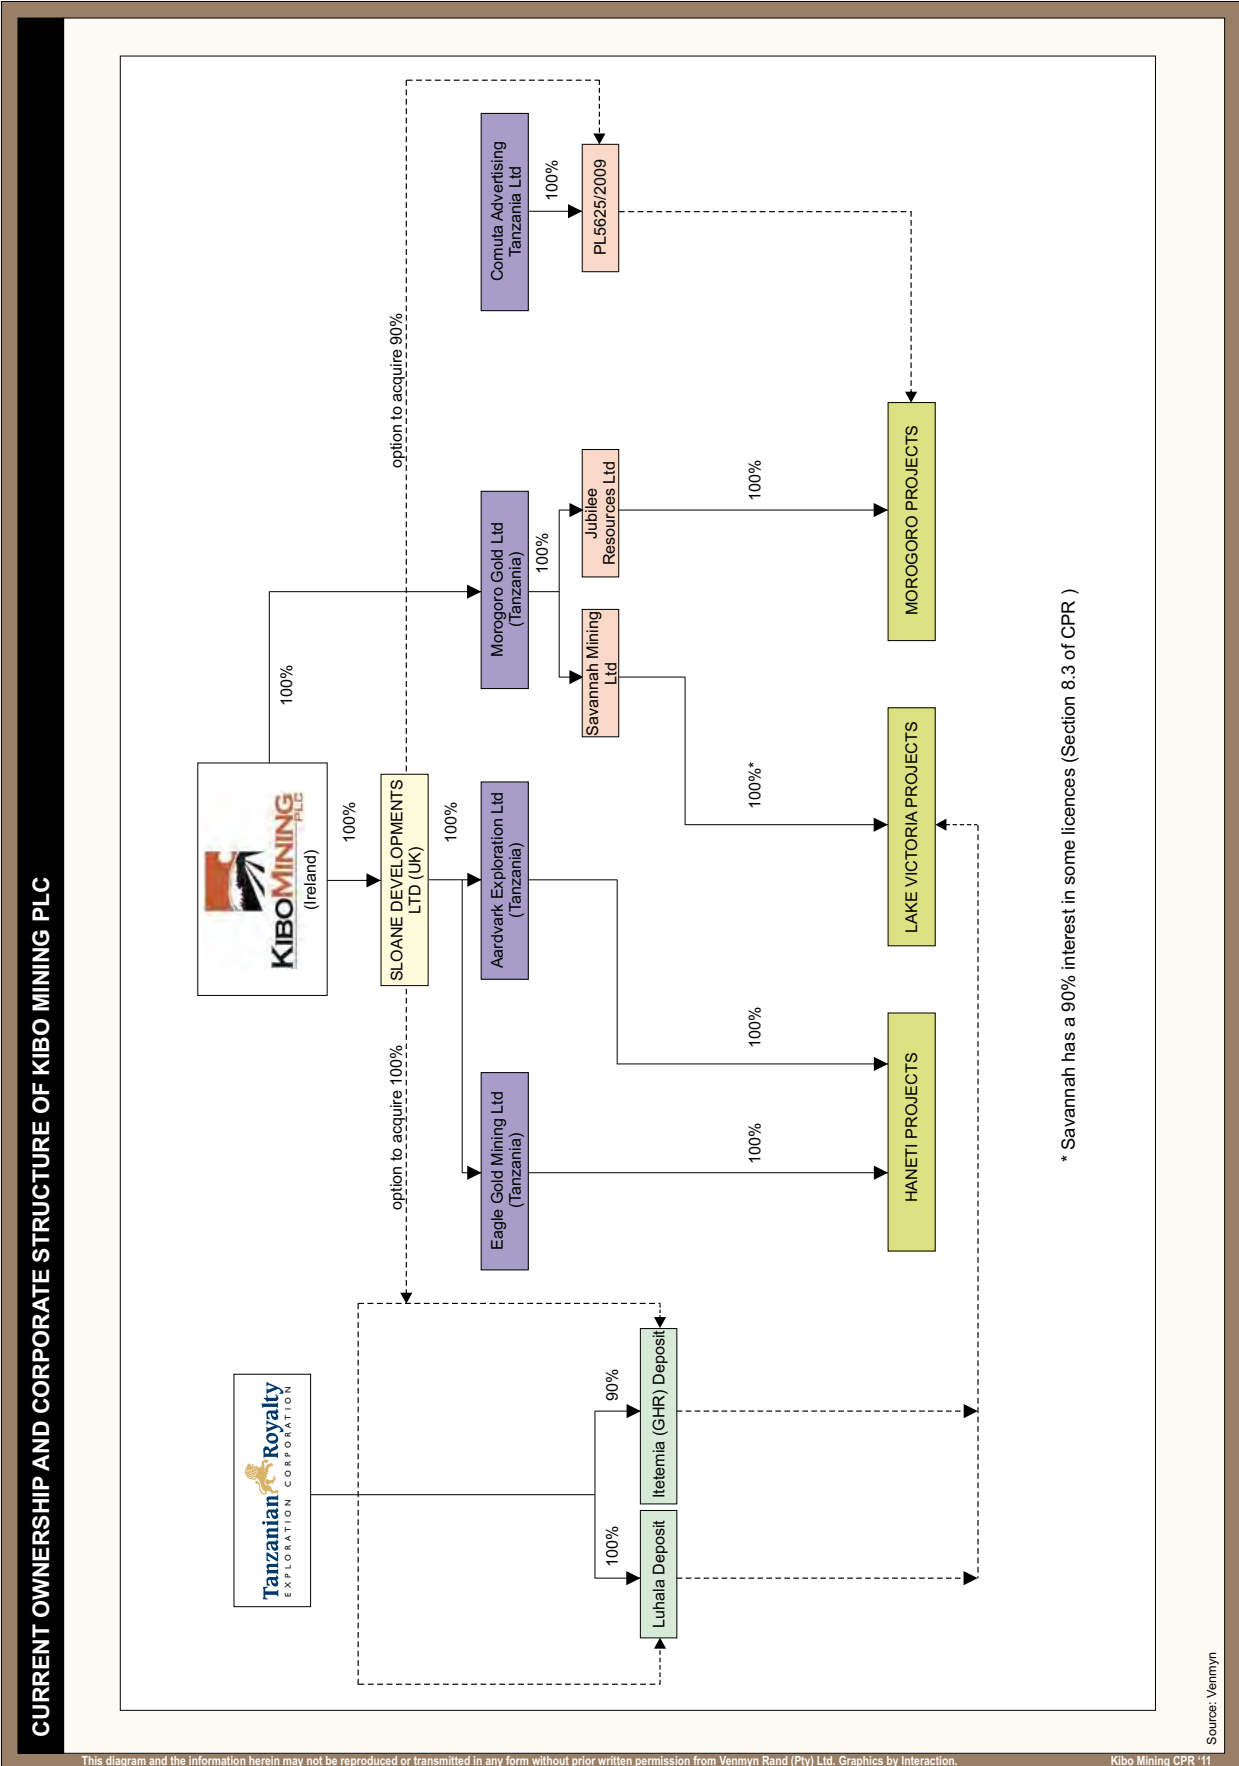 CURRENT OWNERSHIP AND CORPORATE STRUCTURE OF KIBO MINING PLC
Tanzanian Royalty
EXPLORATION CORPORATION
KIBOMINING
PLC
(Ireland)
100%
100%
option to acquire 100%
SLOANE DEVELOPMENTS
LTD (UK)
option to acquire 90%
100%
Eagle Gold Mining Ltd
(Tanzania)
Aardvark Exploration Ltd
(Tanzania)
Morogoro Gold Ltd
(Tanzania)
Comuta Advertising
Tanzania Ltd
100%
100%
100%
90%
Savannah Mining
Ltd
Jubilee
Resources Ltd
PL5625/2009
Luhala Deposit
Itetemia (GHR) Deposit
100%
100%
100%*
100%
HANETI PROJECTS
LAKE VICTORIA PROJECTS
MOROGORO PROJECTS
* Savannah has a 90% interest in some licences (Section 8.3 of CPR )
Source: Venmyn
This diagram and the information herein may not be reproduced or transmitted in any form without prior written permission from Venmyn Rand (Pty) Ltd. Graphics by Interaction.
Kibo Mining CPR ‘11